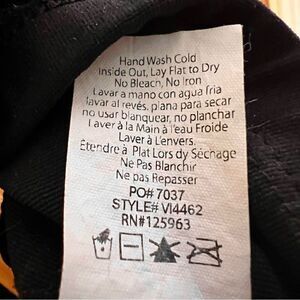 Hand Wash Cold
Inside Out, Lay Flat to Dry
No Bleach, No Iron
Lavar a mano con agua fria
lavar al revés, plana para secar
no usar blanquear, no planchar
Laver à la Main à l'eau Froide
Laver à L'envers.
Étendre à Plat Lors dy Séchage
Ne Pas Blanchir
Ne pas Repasser
PO# 7037
STYLE# VI4462
RN#125963